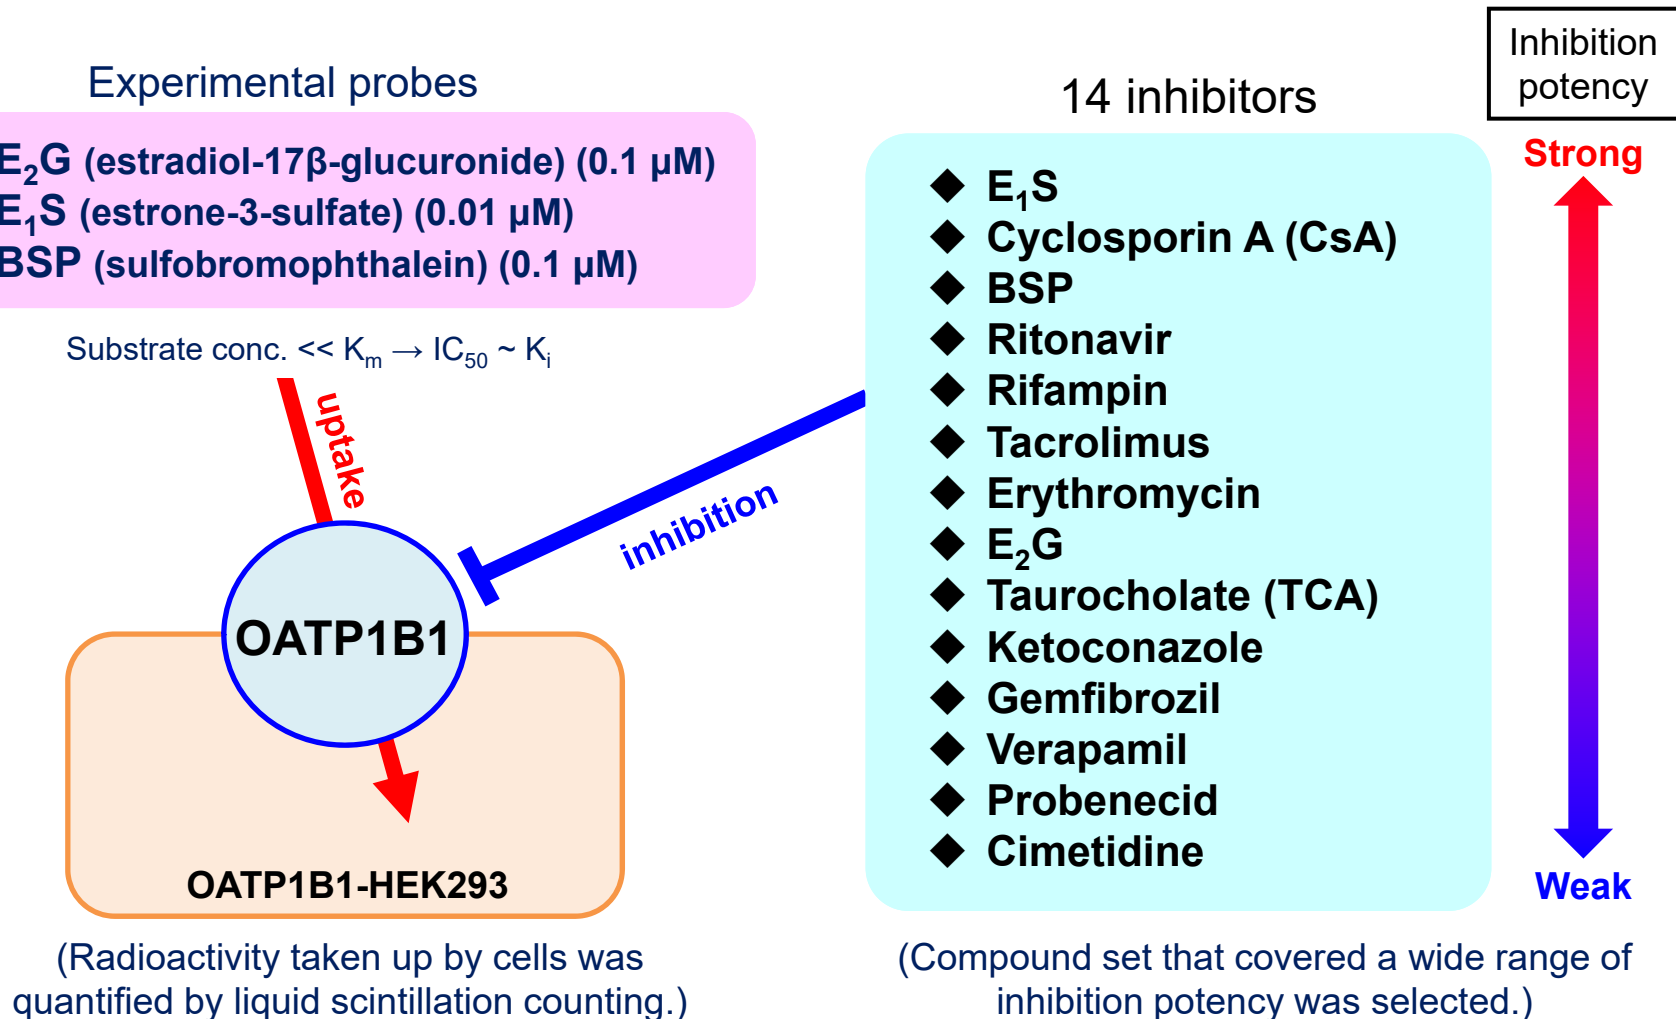 Experimental probes
E₂G (estradiol-17β-glucuronide) (0.1 μM)
E₁S (estrone-3-sulfate) (0.01 μM)
BSP (sulfobromophthalein) (0.1 μM)
Substrate conc. << Kₘ → IC₅₀ ~ Kᵢ
uptake
inhibition
OATP1B1
OATP1B1-HEK293
(Radioactivity taken up by cells was
quantified by liquid scintillation counting.)
14 inhibitors
◆ E₁S
◆ Cyclosporin A (CsA)
◆ BSP
◆ Ritonavir
◆ Rifampin
◆ Tacrolimus
◆ Erythromycin
◆ E₂G
◆ Taurocholate (TCA)
◆ Ketoconazole
◆ Gemfibrozil
◆ Verapamil
◆ Probenecid
◆ Cimetidine
(Compound set that covered a wide range of
inhibition potency was selected.)
Inhibition
potency
Strong
Weak